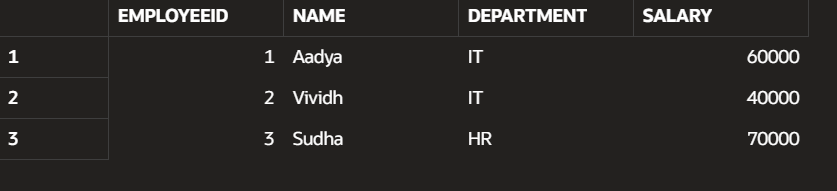 EMPLOYEEID NAME DEPARTMENT SALARY
1 1 Aadya IT 60000
2 2 Vividh IT 40000
3 3 Sudha HR 70000